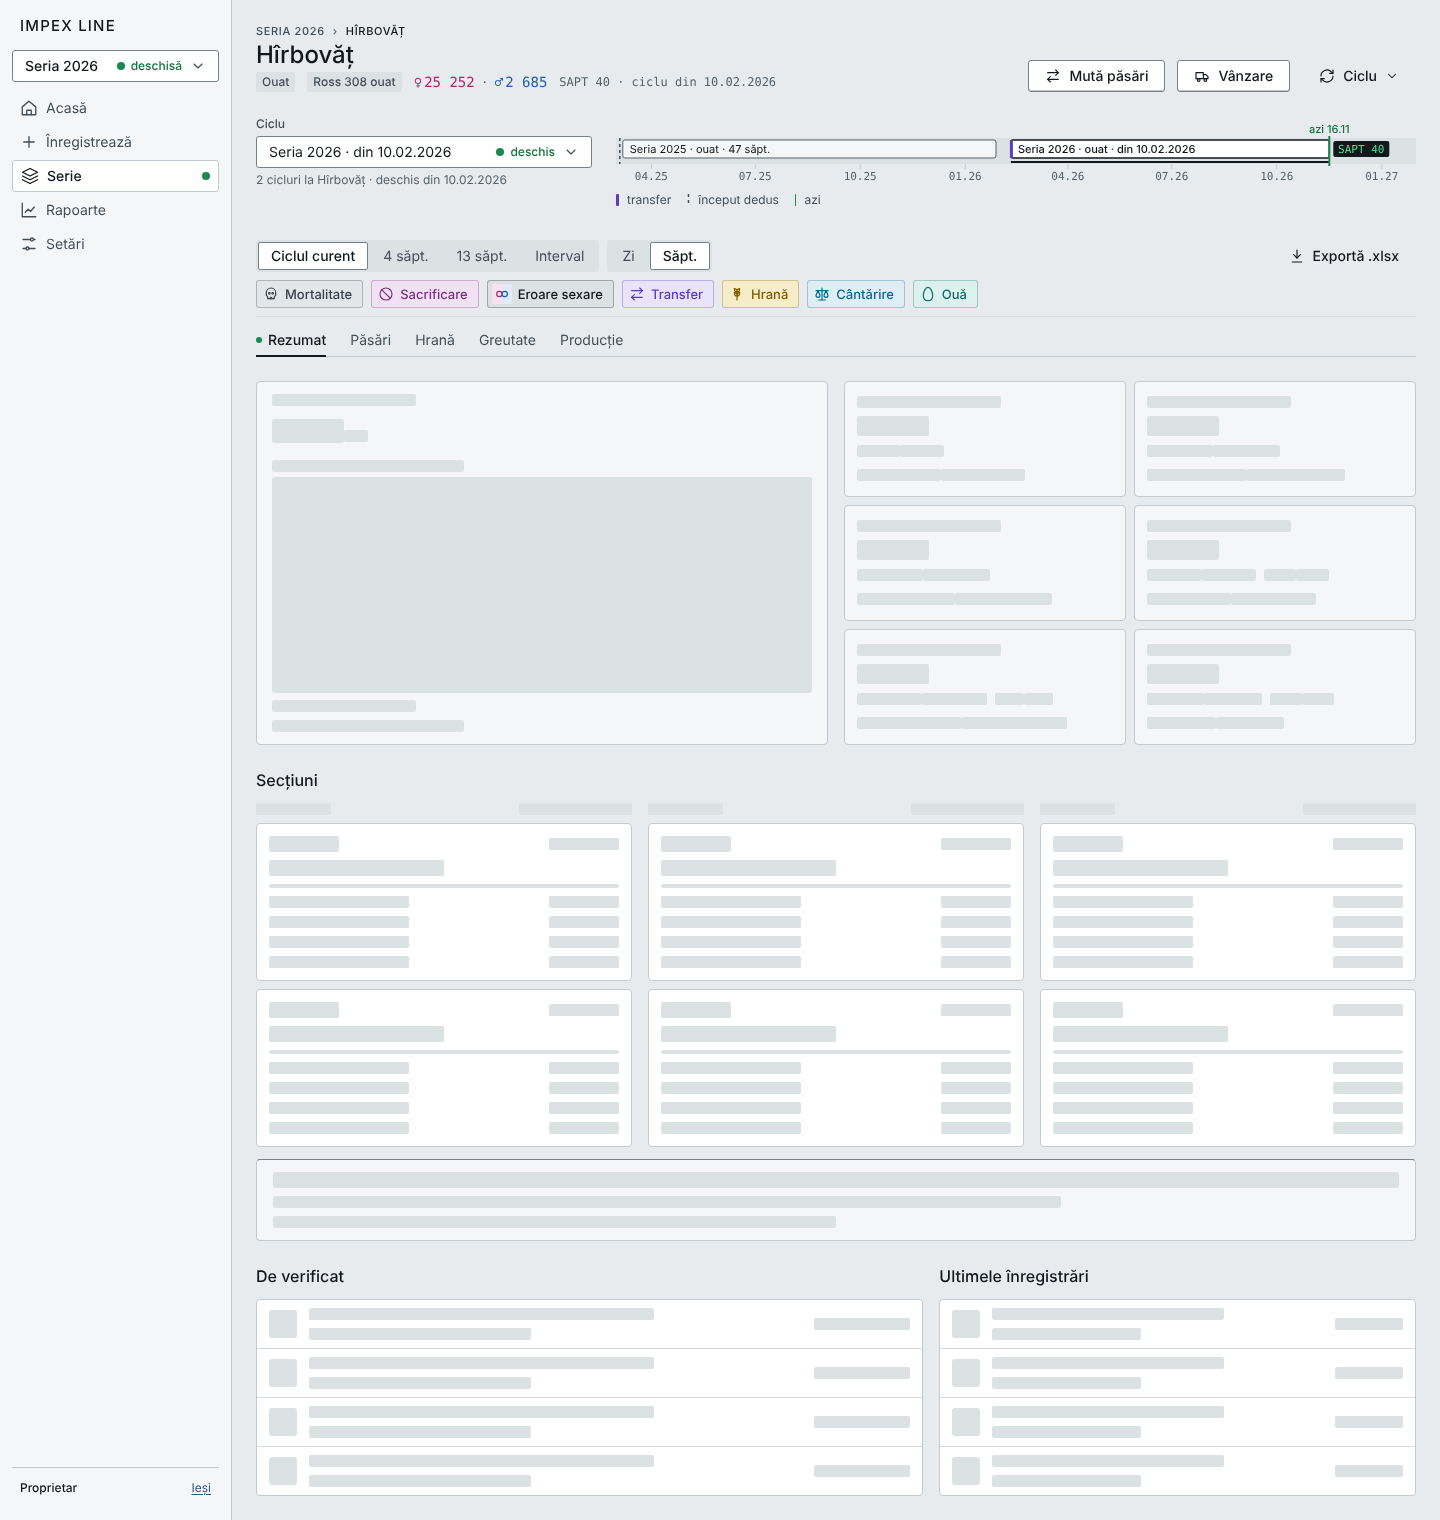 IMPEX LINE
Seria 2026 deschisă
Acasă
Înregistrează
Serie
Rapoarte
Setări
SERIA 2026 › HÎRBOVĂȚ
Hîrbovăț
Ouat Ross 308 ouat ♀25 252 · ♂2 685 SAPT 40 · ciclu din 10.02.2026
Mută păsări
Vânzare
Ciclu
Ciclu
Seria 2026 · din 10.02.2026 deschis
2 cicluri la Hîrbovăț · deschis din 10.02.2026
azi 16.11
Seria 2025 · ouat · 47 săpt.
Seria 2026 · ouat · din 10.02.2026
SAPT 40
04.25 07.25 10.25 01.26 04.26 07.26 10.26 01.27
transfer început dedus azi
Ciclul curent 4 săpt. 13 săpt. Interval Zi Săpt.
Exportă .xlsx
Mortalitate Sacrificare Eroare sexare Transfer Hrană Cântărire Ouă
Rezumat Păsări Hrană Greutate Producție
Secțiuni
De verificat
Ultimele înregistrări
Proprietar Ieși